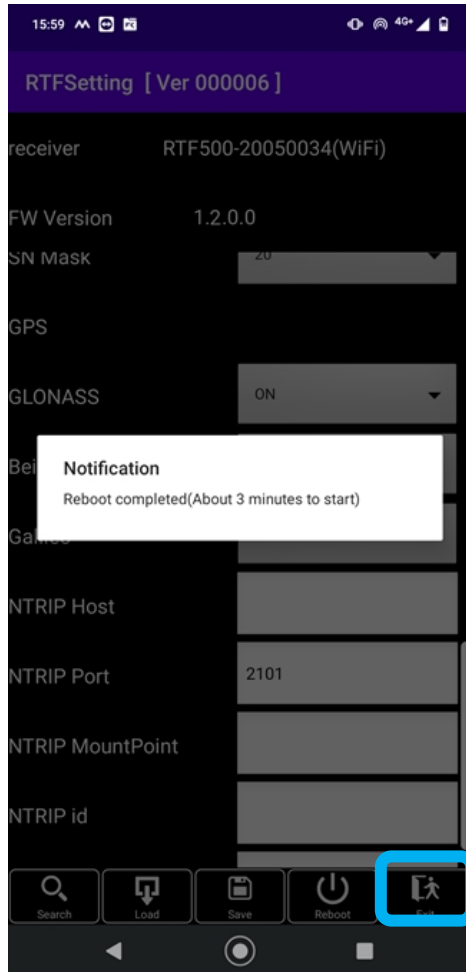 15:59
4G+
RTFSetting [ Ver 000006 ]
receiver RTF500-20050034(WiFi)
FW Version 1.2.0.0
SN Mask 20
GPS
GLONASS ON
Bei
Notification
Reboot completed(About 3 minutes to start)
NTRIP Host
NTRIP Port 2101
NTRIP MountPoint
NTRIP id
Search Load Save Reboot Exit